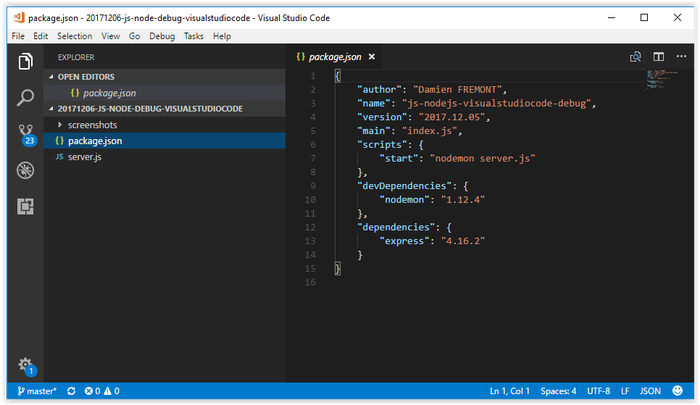 package.json - 20171206-js-node-debug-visualstudiocode - Visual Studio Code
File Edit Selection View Go Debug Tasks Help
EXPLORER
OPEN EDITORS
{ } package.json
20171206-JS-NODE-DEBUG-VISUALSTUDIOCODE
screenshots
{ } package.json
JS server.js
23
1
{ } package.json
1 {
2 "author": "Damien FREMONT",
3 "name": "js-nodejs-visualstudiocode-debug",
4 "version": "2017.12.05",
5 "main": "index.js",
6 "scripts": {
7 "start": "nodemon server.js"
8 },
9 "devDependencies": {
10 "nodemon": "1.12.4"
11 },
12 "dependencies": {
13 "express": "4.16.2"
14 }
15 }
16
master* 0 0 Ln 1, Col 1 Spaces: 4 UTF-8 LF JSON